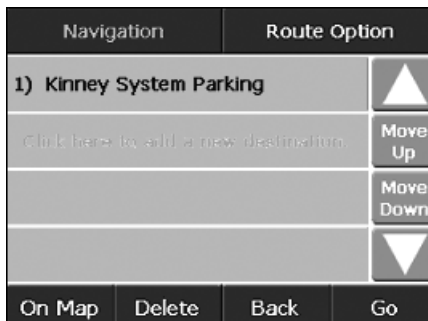 Navigation Route Option
1) Kinney System Parking
Click here to add a new destination.
Move
Up
Move
Down
On Map Delete Back Go